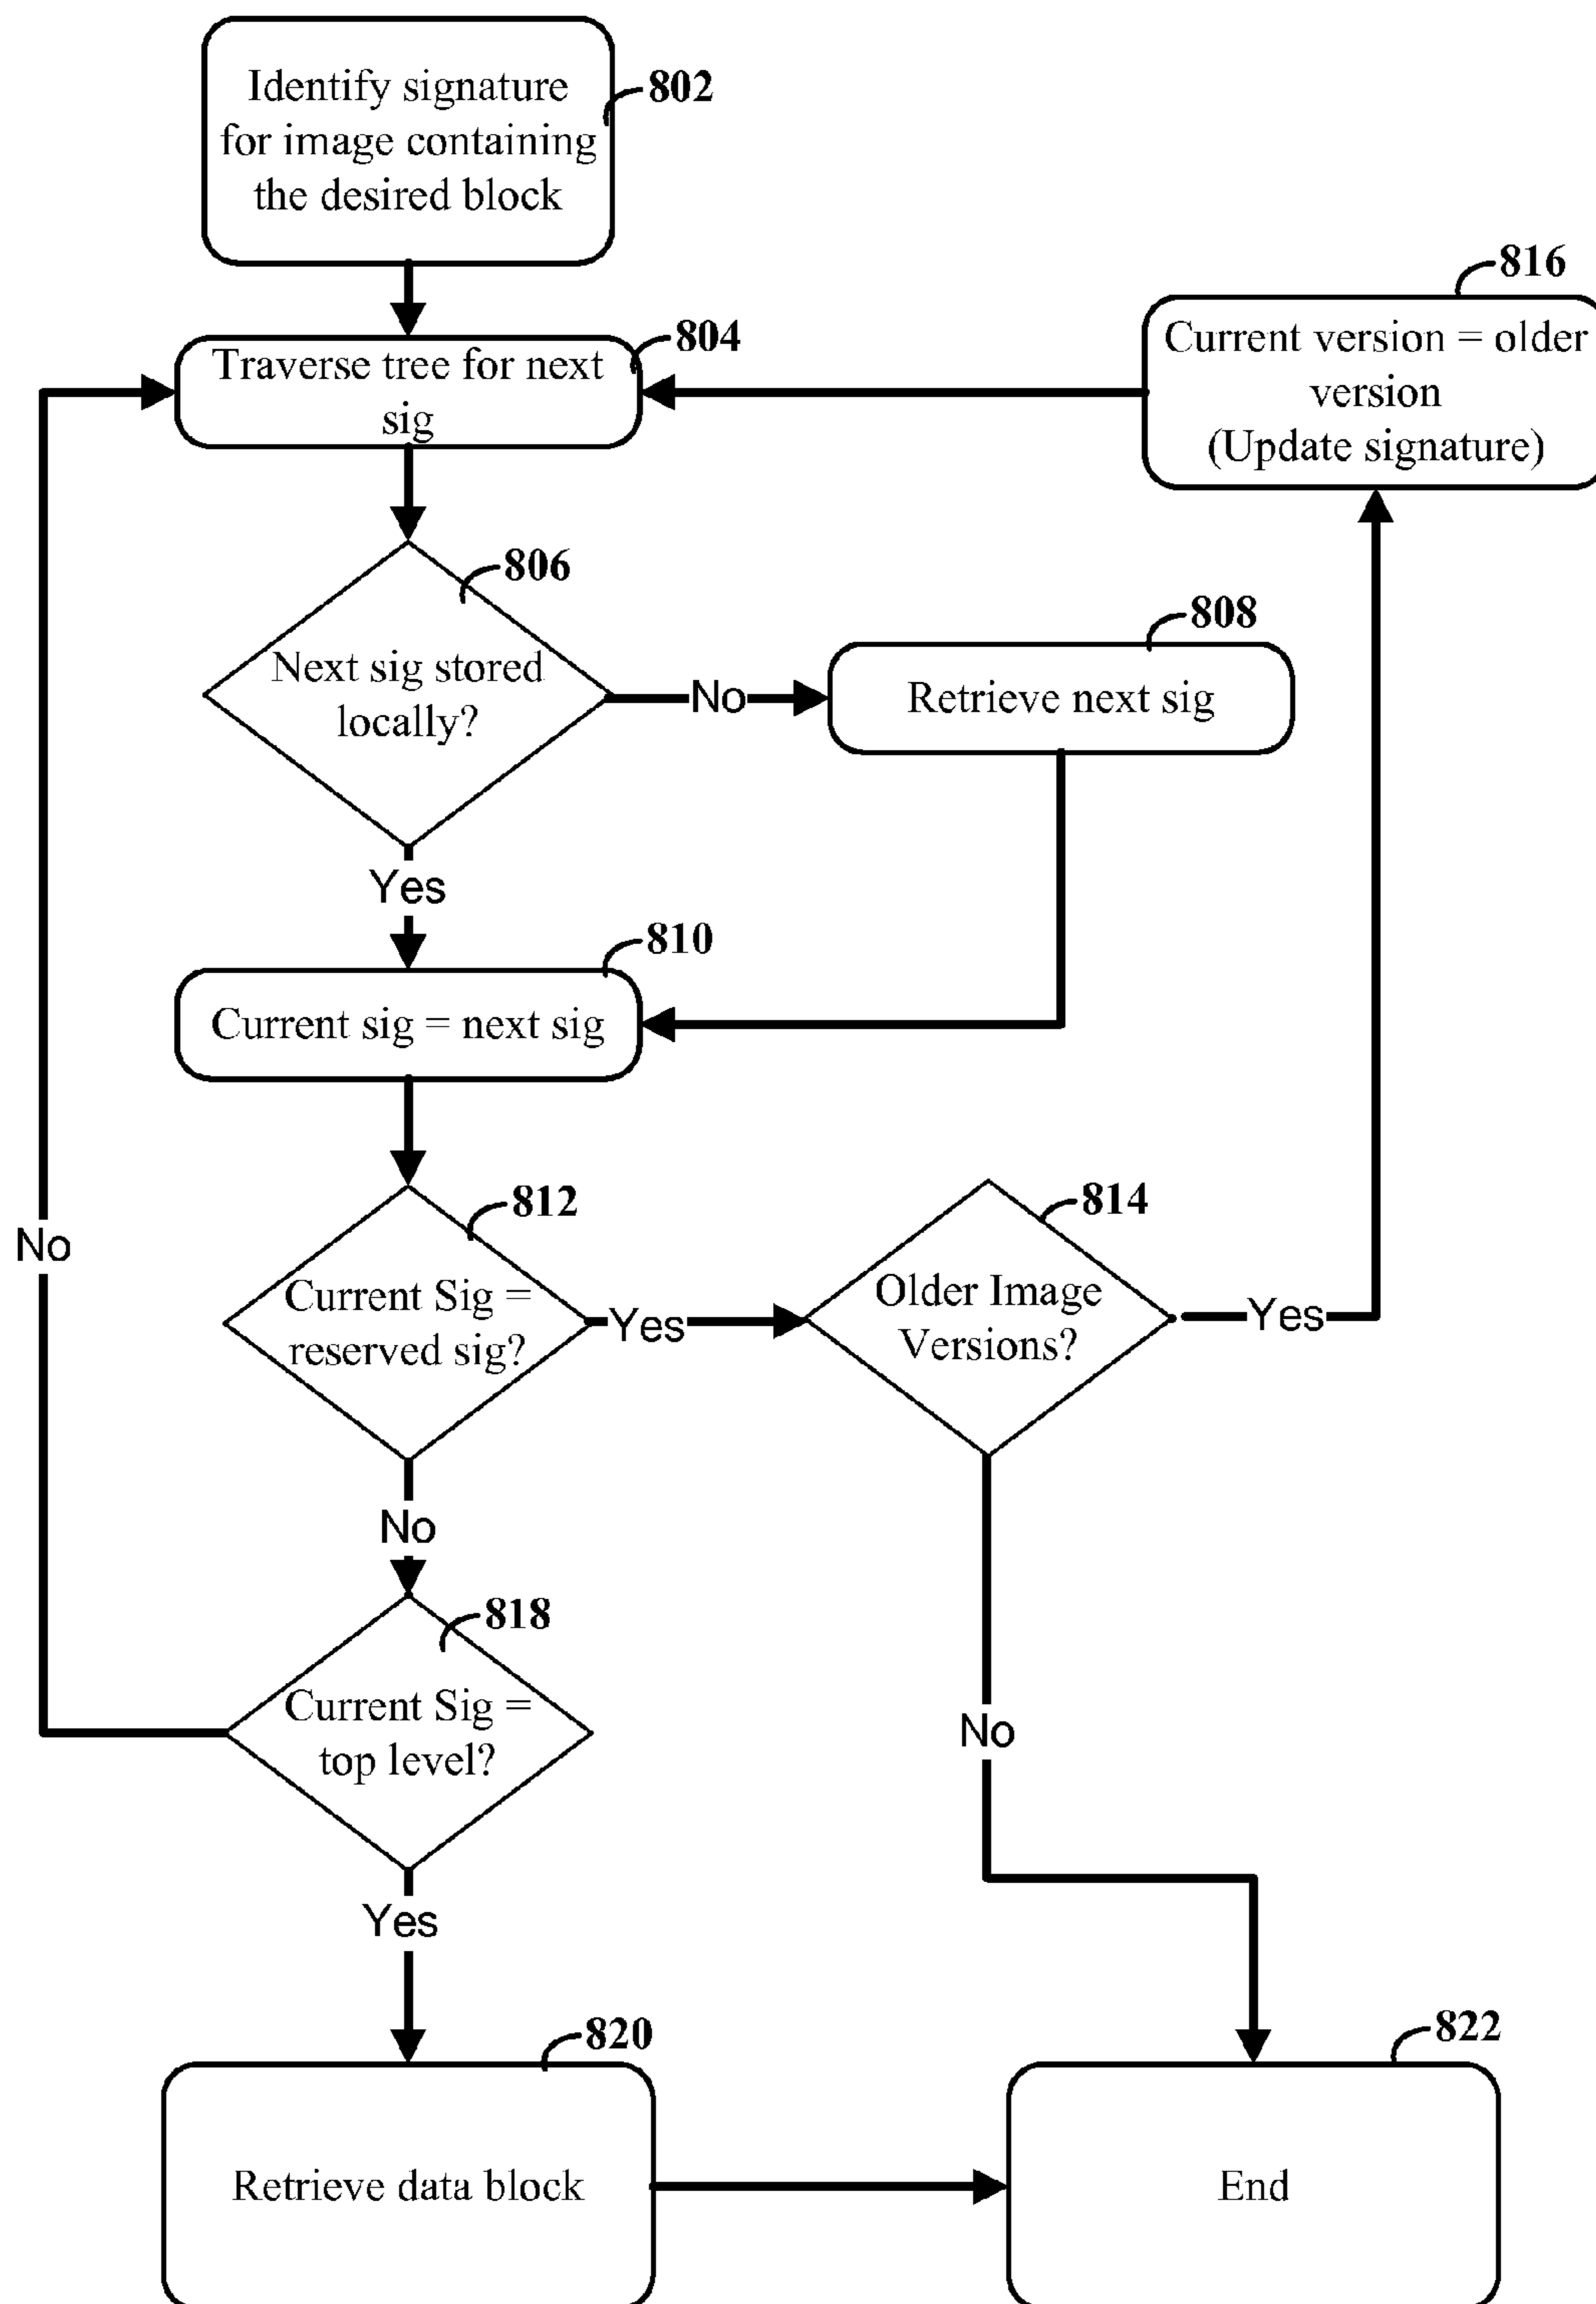 Identify signature
for image containing
the desired block
802
Traverse tree for next
sig
804
816
Current version = older
version
(Update signature)
806
Next sig stored
locally?
No
808
Retrieve next sig
Yes
810
Current sig = next sig
812
Current Sig =
reserved sig?
Yes
814
Older Image
Versions?
Yes
No
No
818
Current Sig =
top level?
No
Yes
820
Retrieve data block
822
End